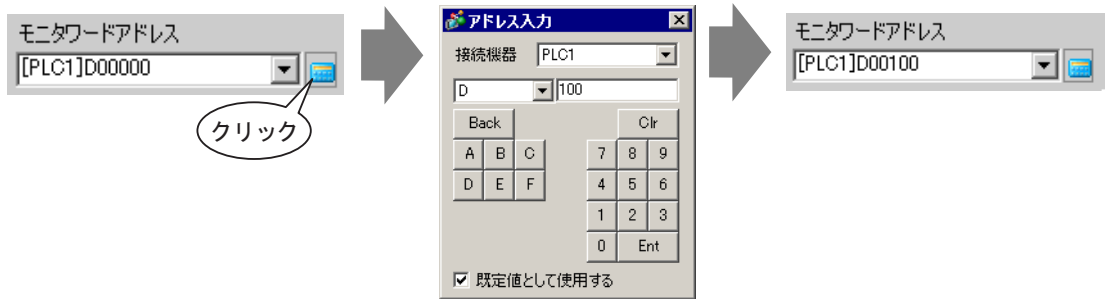 モニタワードアドレス
[PLC1]D00000
クリック
アドレス入力
接続機器 PLC1
D 100
Back Clr
A B C 7 8 9
D E F 4 5 6
1 2 3
0 Ent
既定値として使用する
モニタワードアドレス
[PLC1]D00100